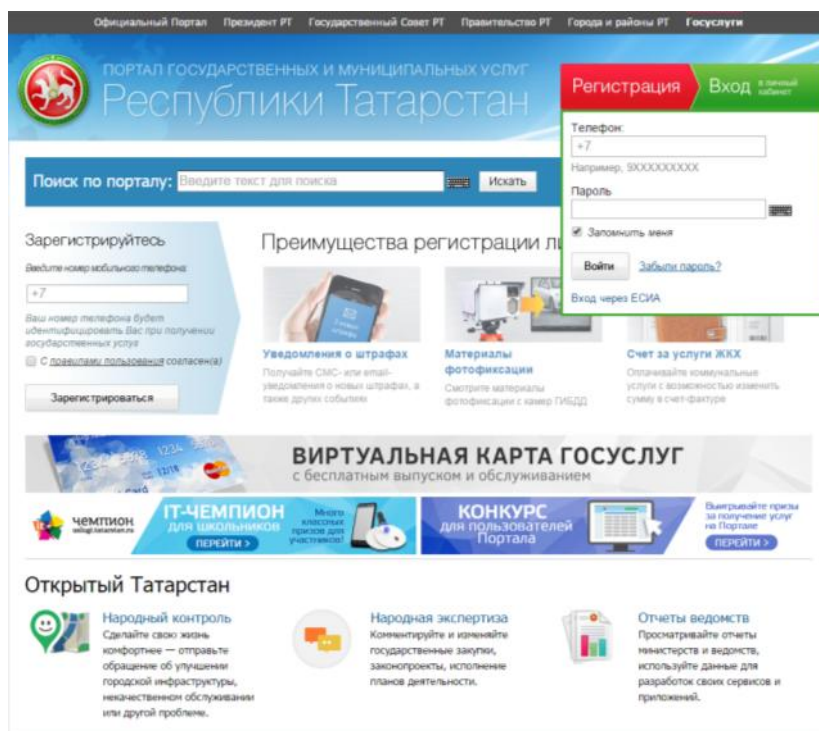 Официальный Портал Президент РТ Государственный Совет РТ Правительство РТ Города и районы РТ Госуслуги
ПОРТАЛ ГОСУДАРСТВЕННЫХ И МУНИЦИПАЛЬНЫХ УСЛУГ
Республики Татарстан
Регистрация Вход в личный кабинет
Телефон:
+7
Например, 9XXXXXXXXX
Пароль
Запомнить меня
Войти Забыли пароль?
Вход через ЕСИА
Поиск по порталу: Введите текст для поиска Искать
Зарегистрируйтесь
Введите номер мобильного телефона:
+7
Ваш номер телефона будет
идентифицировать Вас при получении
государственных услуг
С правилами пользования согласен(а)
Зарегистрироваться
Преимущества регистрации
Уведомления о штрафах
Получайте СМС- или email-
уведомления о новых штрафах, а
также других событиях
Материалы
фотофиксации
Смотрите материалы
фотофиксации с камер ГИБДД
Счет за услуги ЖКХ
Оплачивайте коммунальные
услуги с возможностью изменить
сумму в счет-фактуре
ВИРТУАЛЬНАЯ КАРТА ГОСУСЛУГ
с бесплатным выпуском и обслуживанием
чемпион
uslugi.tatarstan.ru
IT-ЧЕМПИОН
для школьников
ПЕРЕЙТИ >
Много
классных
призов для
участников!
КОНКУРС
для пользователей
Портала
Выигрывайте призы
за получение услуг
на Портале
ПЕРЕЙТИ >
Открытый Татарстан
Народный контроль
Сделайте свою жизнь
комфортнее — отправьте
обращение об улучшении
городской инфраструктуры,
некачественном обслуживании
или другой проблеме.
Народная экспертиза
Комментируйте и изменяйте
государственные закупки,
законопроекты, исполнение
планов деятельности.
Отчеты ведомств
Просматривайте отчеты
министерств и ведомств,
используйте данные для
разработок своих сервисов и
приложений.